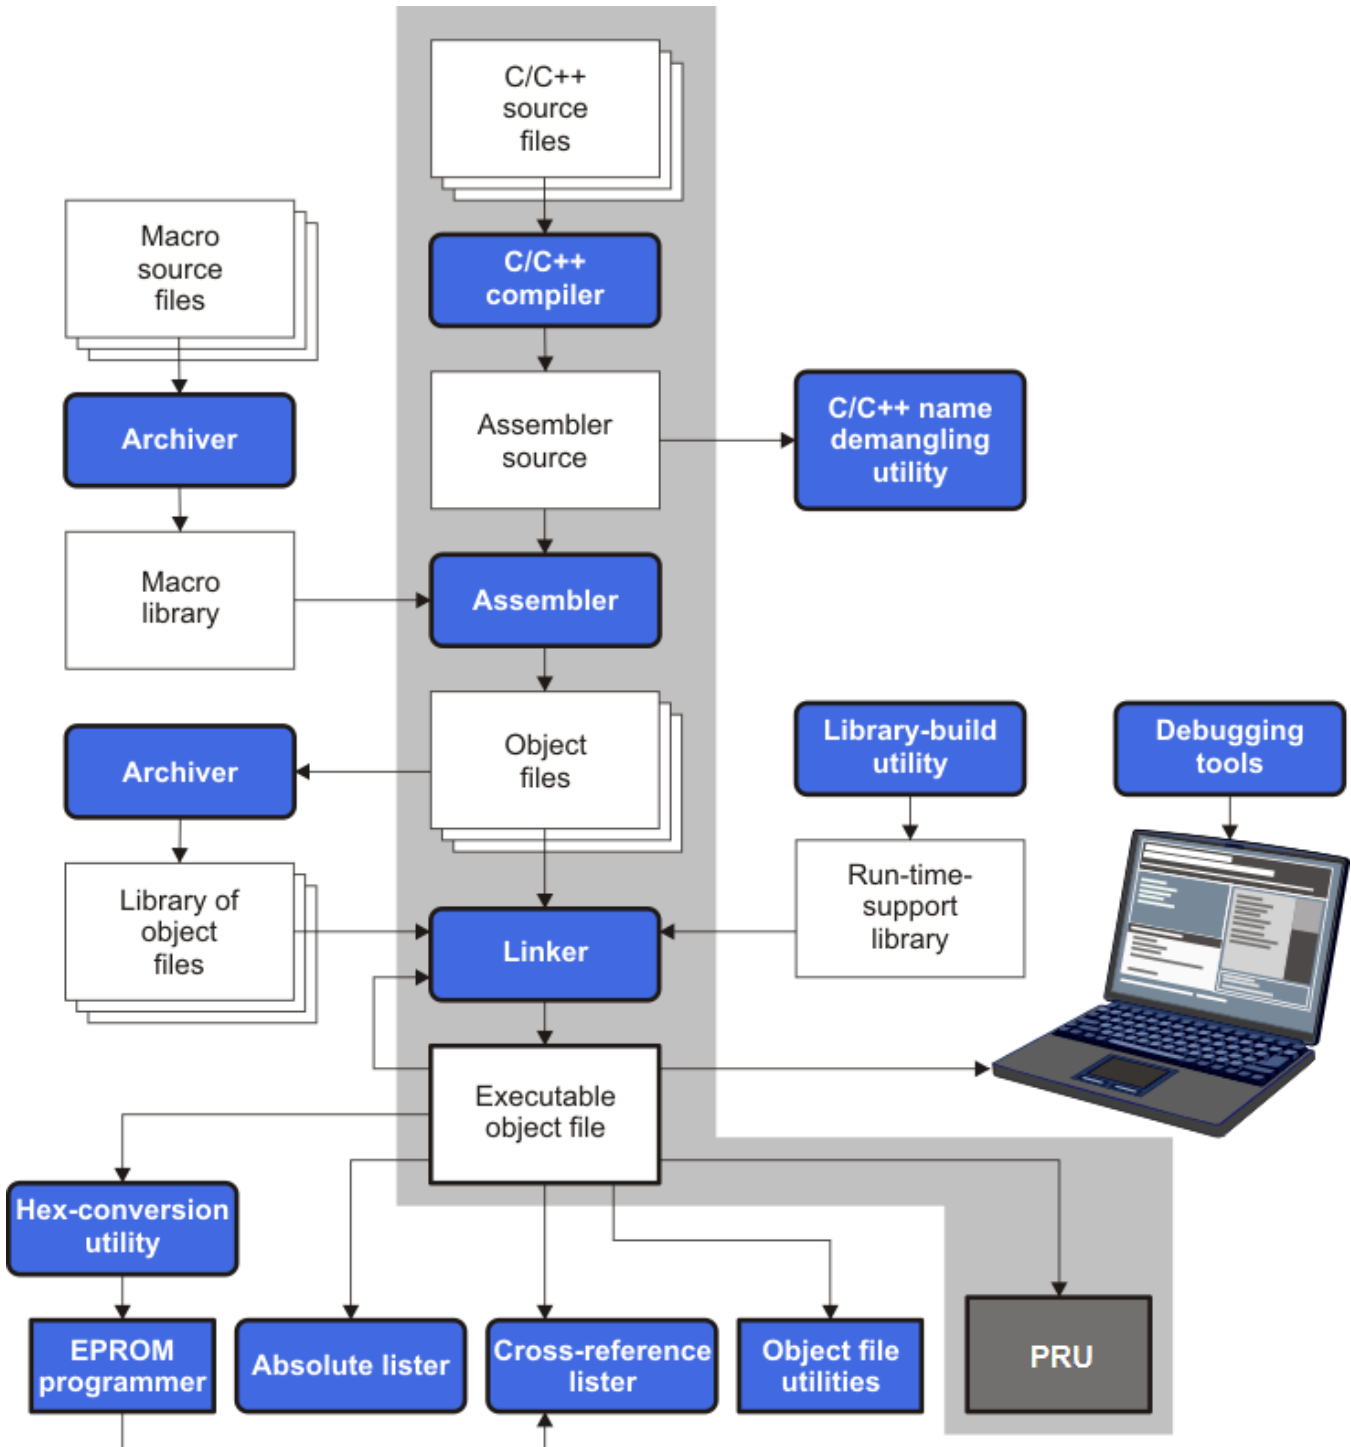 C/C++
source
files
Macro
source
files
C/C++
compiler
Archiver
Assembler
source
C/C++ name
demangling
utility
Macro
library
Assembler
Archiver
Object
files
Library-build
utility
Debugging
tools
Library of
object
files
Linker
Run-time-
support
library
Executable
object file
Hex-conversion
utility
EPROM
programmer
Absolute lister
Cross-reference
lister
Object file
utilities
PRU